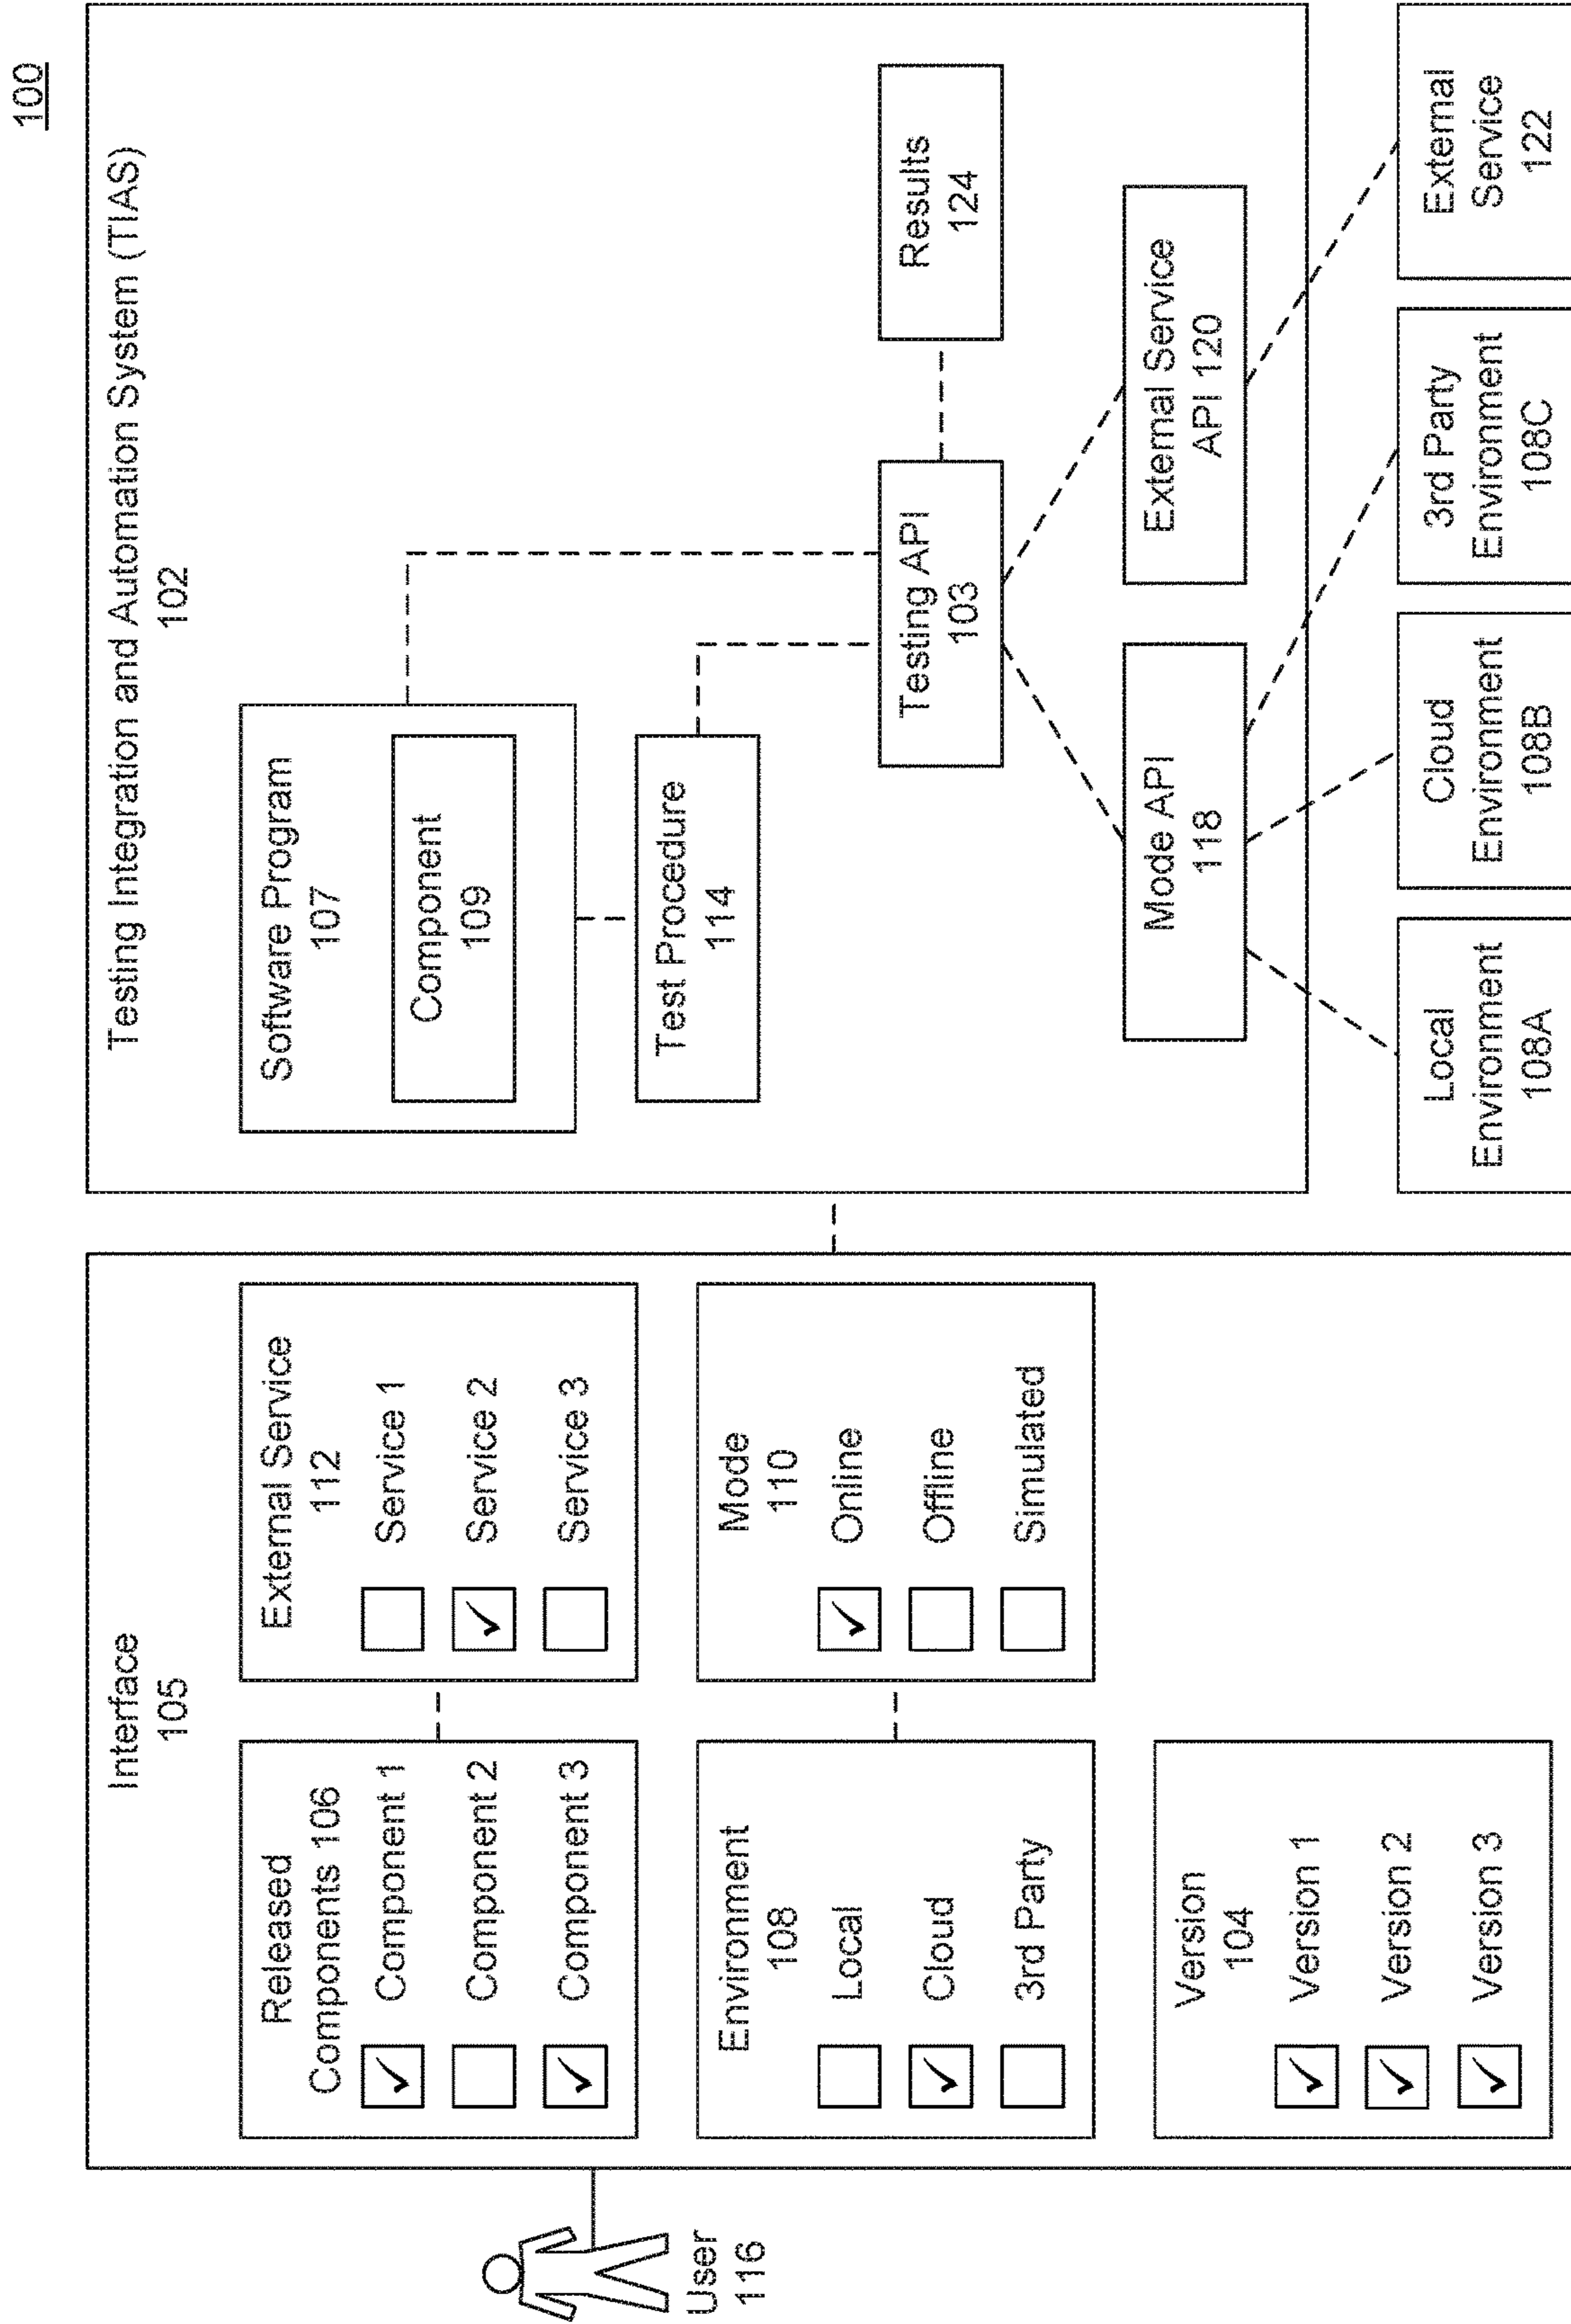 100
Interface
105
Released
Components 106
Component 1
Component 2
Component 3
External Service
112
Service 1
Service 2
Service 3
Environment
108
Local
Cloud
3rd Party
Mode
110
Online
Offline
Simulated
Version
104
Version 1
Version 2
Version 3
User
116
Testing Integration and Automation System (TIAS)
102
Software Program
107
Component
109
Test Procedure
114
Testing API
103
Results
124
Mode API
118
External Service
API 120
Local
Environment
108A
Cloud
Environment
108B
3rd Party
Environment
108C
External
Service
122